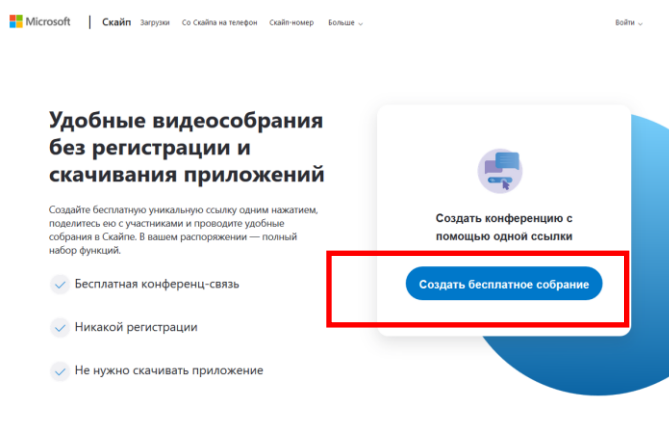 Microsoft Скайп Загрузки Со Скайпа на телефон Скайп-номер Больше Войти
Удобные видеособрания
без регистрации и
скачивания приложений
Создайте бесплатную уникальную ссылку одним нажатием,
поделитесь ею с участниками и проводите удобные
собрания в Скайпе. В вашем распоряжении — полный
набор функций.
Бесплатная конференц-связь
Никакой регистрации
Не нужно скачивать приложение
Создать конференцию с
помощью одной ссылки
Создать бесплатное собрание